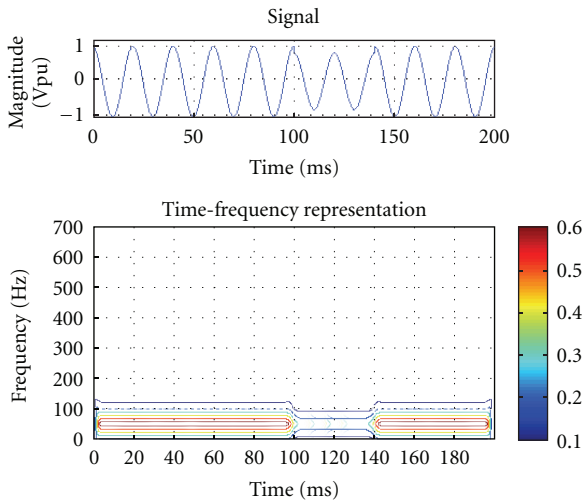 Signal
Magnitude
(Vpu)
1
0
−1
0 50 100 150 200
Time (ms)
Time-frequency representation
Frequency (Hz)
700
600
500
400
300
200
100
0
0 20 40 60 80 100 120 140 160 180
Time (ms)
0.6
0.5
0.4
0.3
0.2
0.1